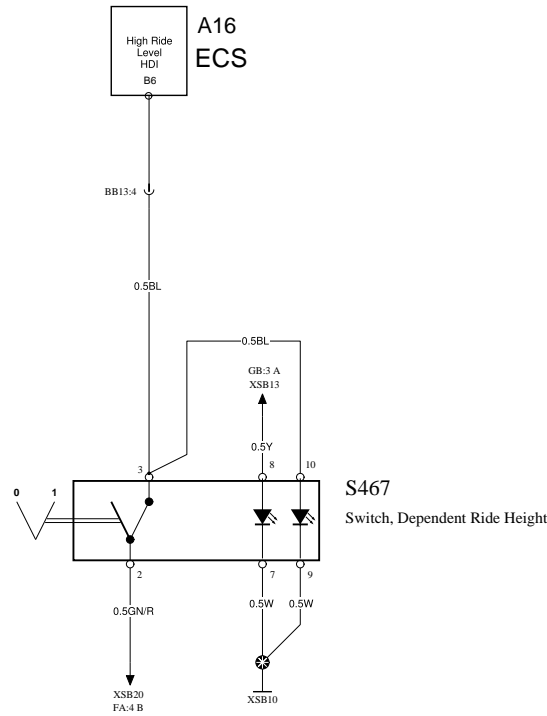 A16
ECS
High Ride
Level
HDI
B6
BB13:4
0.5BL
0.5BL
GB:3 A
XSB13
0.5Y
3
8
10
0
1
S467
Switch, Dependent Ride Height
2
7
9
0.5GN/R
0.5W
0.5W
XSB20
FA:4 B
XSB10